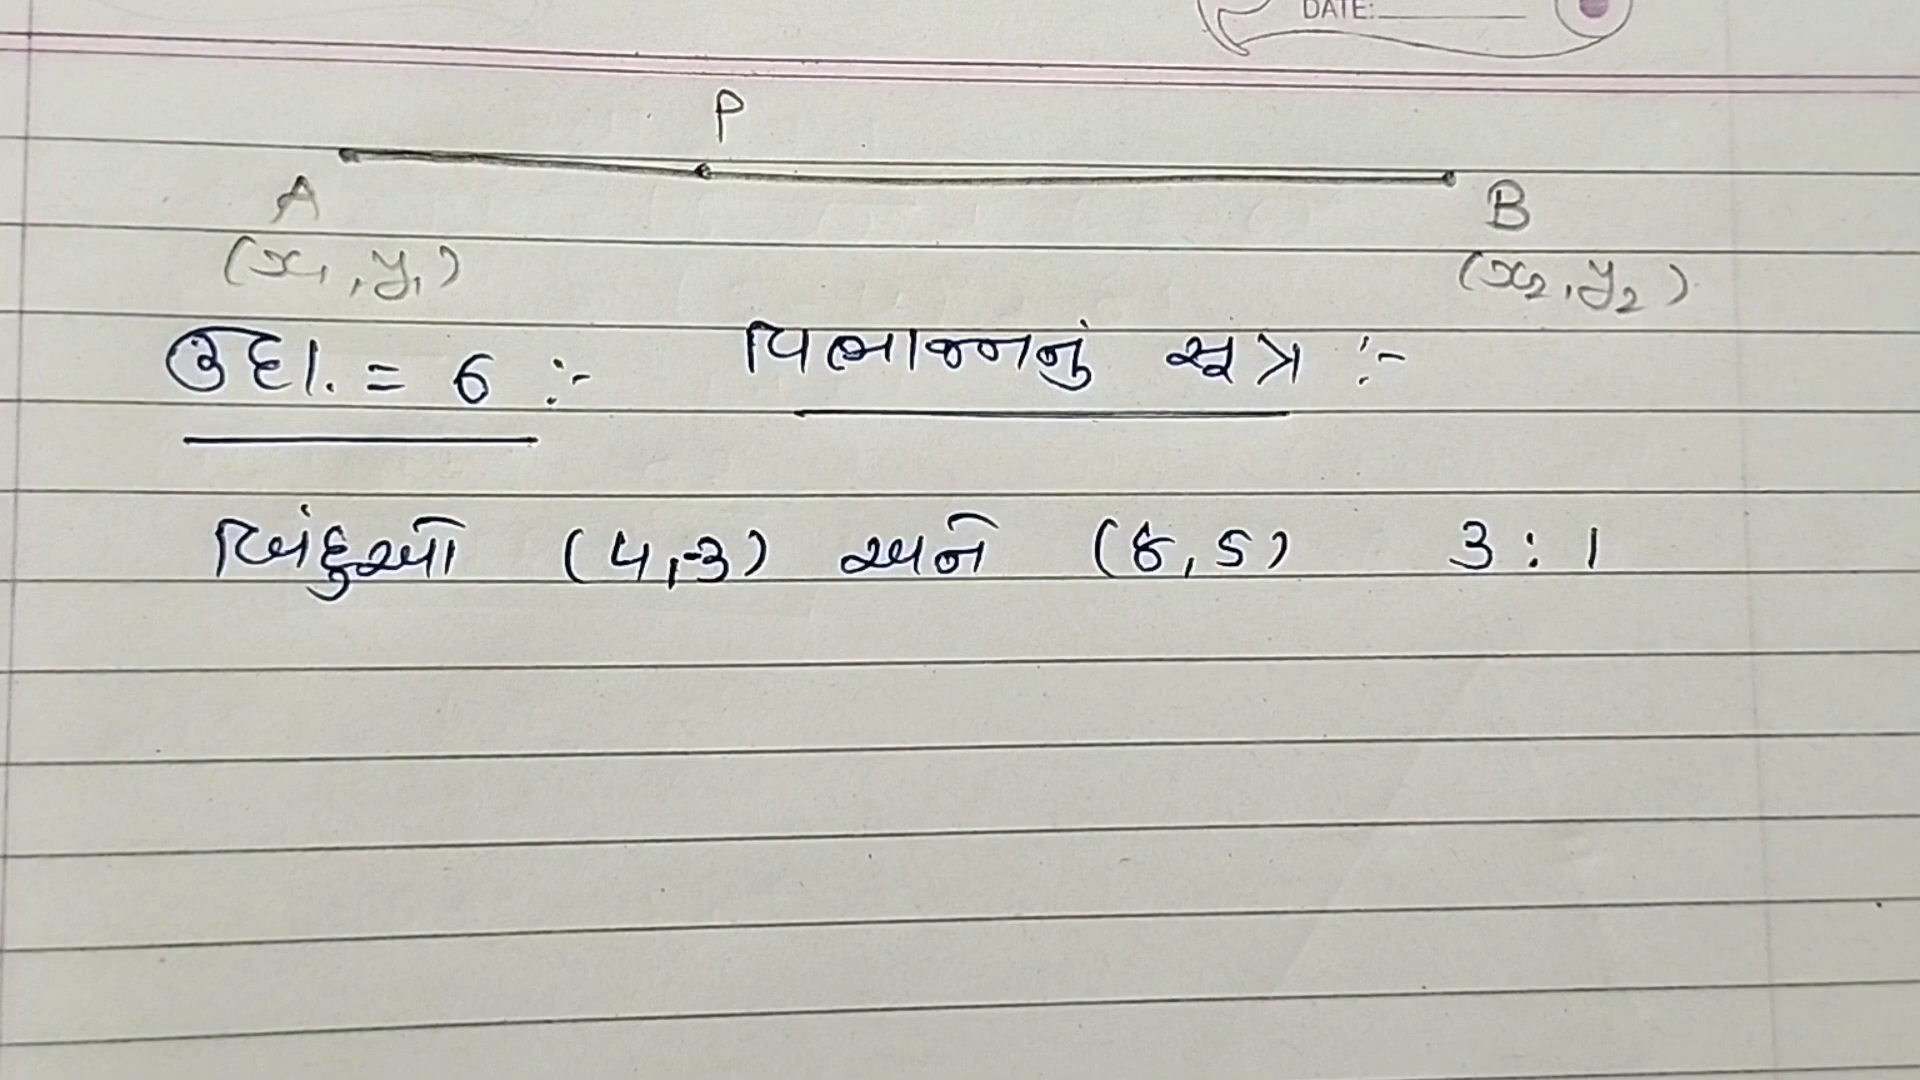 DATE:
P
A B
(x₁, y₁) (x₂, y₂)
ઉદા. = 6 :- વિભાજનનું સૂત્ર :-
બિંદુઓ (4,-3) અને (8,5) 3 : 1